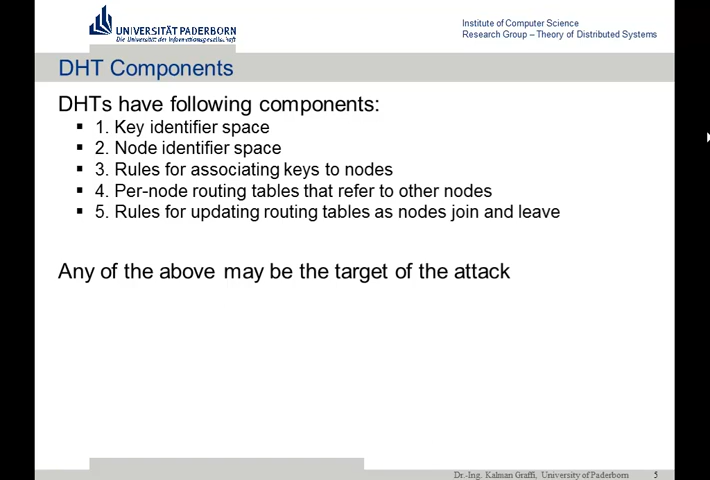 UNIVERSITÄT PADERBORN
Die Universität der Informationsgesellschaft
Institute of Computer Science
Research Group – Theory of Distributed Systems
DHT Components
DHTs have following components:
▪ 1. Key identifier space
▪ 2. Node identifier space
▪ 3. Rules for associating keys to nodes
▪ 4. Per-node routing tables that refer to other nodes
▪ 5. Rules for updating routing tables as nodes join and leave
Any of the above may be the target of the attack
Dr.-Ing. Kalman Graffi, University of Paderborn 5